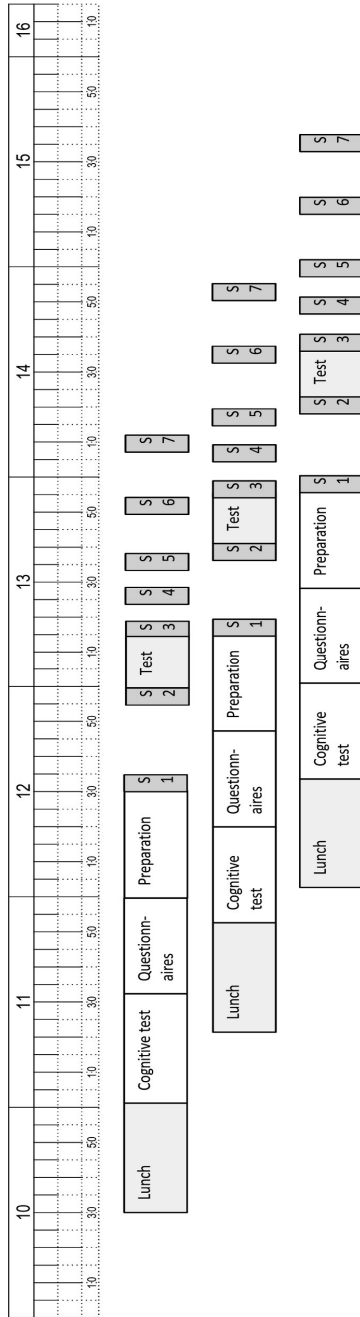 10 11 12 13 14 15 16
10 30 50 10 30 50 10 30 50 10 30 50 10 30 50 10 30 50 10
Lunch
Cognitive test
Questionn-
aires
Preparation
S
1
S
2
Test
S
3
S
4
S
5
S
6
S
7
Lunch
Cognitive
test
Questionn-
aires
Preparation
S
1
S
2
Test
S
3
S
4
S
5
S
6
S
7
Lunch
Cognitive
test
Questionn-
aires
Preparation
S
1
S
2
Test
S
3
S
4
S
5
S
6
S
7